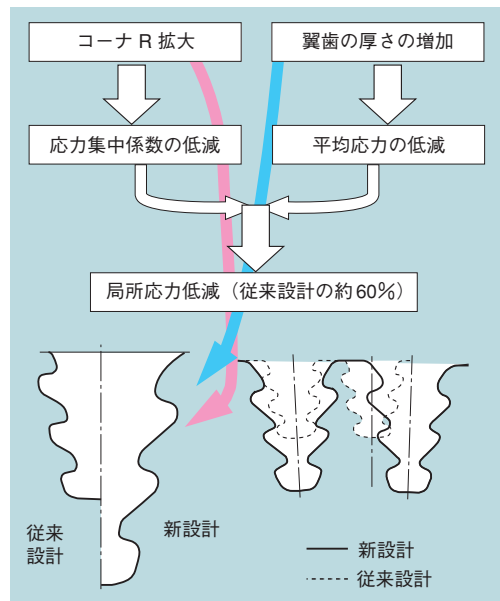 コーナ R 拡大
翼歯の厚さの増加
応力集中係数の低減
平均応力の低減
局所応力低減（従来設計の約60％）
従来
設計
新設計
新設計
従来設計